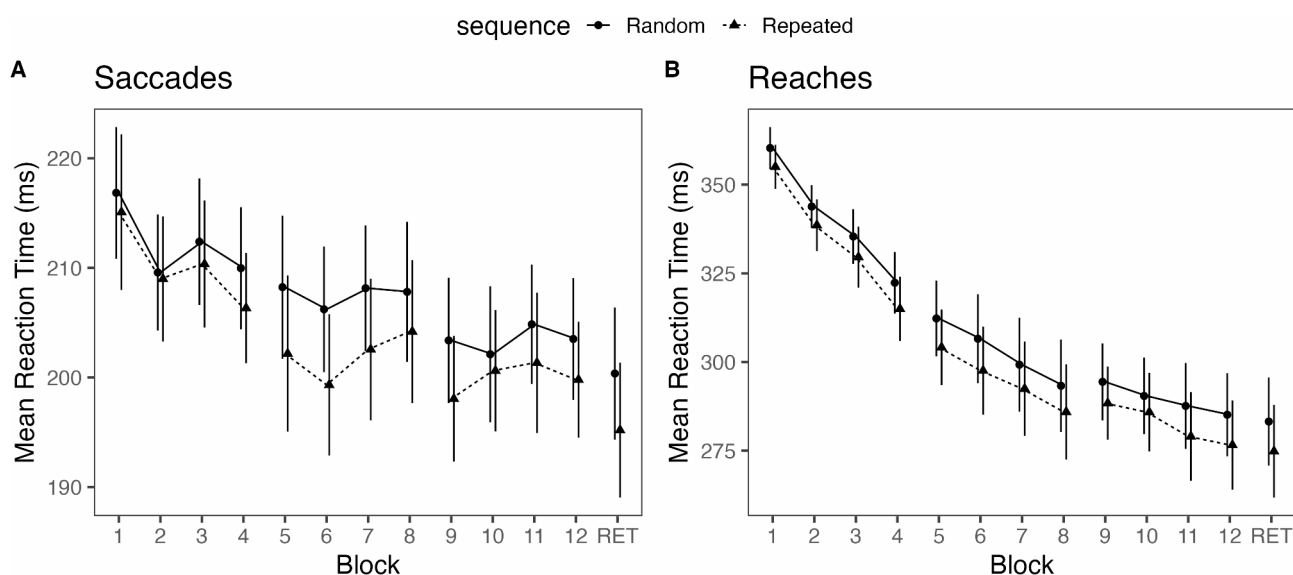 sequence Random Repeated
A Saccades
B Reaches
Mean Reaction Time (ms)
220
210
200
190
1 2 3 4 5 6 7 8 9 10 11 12 RET
Block
Mean Reaction Time (ms)
350
325
300
275
1 2 3 4 5 6 7 8 9 10 11 12 RET
Block